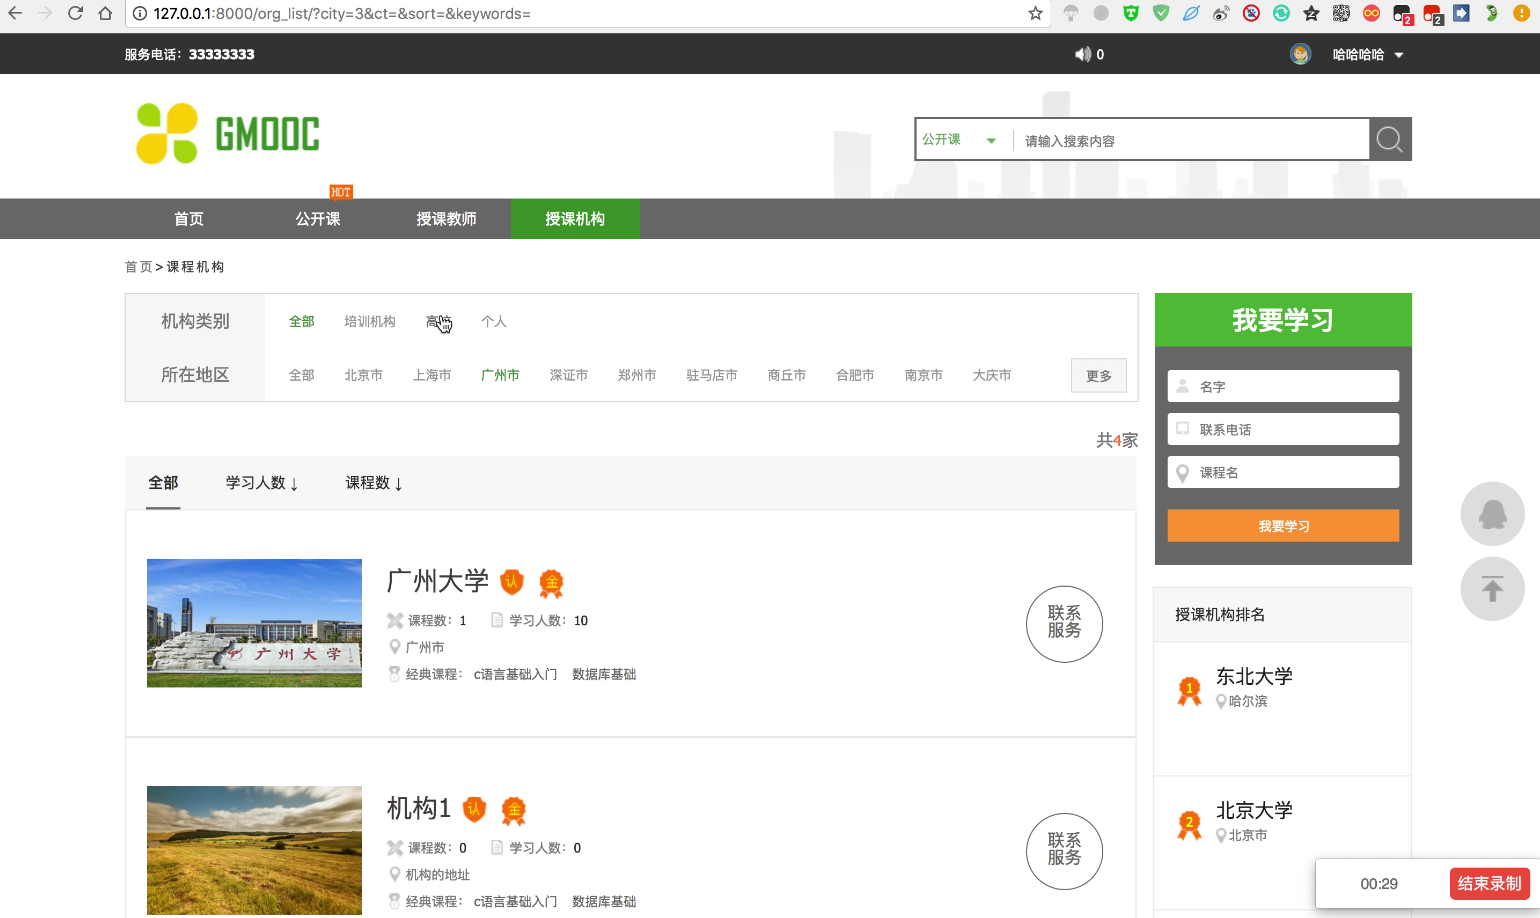 127.0.0.1:8000/org_list/?city=3&ct=&sort=&keywords=
2
2
服务电话：33333333
0
哈哈哈哈
GMOOC
公开课
请输入搜索内容
HOT
首页
公开课
授课教师
授课机构
首页>课程机构
机构类别
全部
培训机构
个人
所在地区
全部
北京市
上海市
广州市
深证市
郑州市
驻马店市
商丘市
合肥市
南京市
大庆市
更多
共4家
全部
学习人数↓
课程数↓
广州大学
认
金
课程数：1
学习人数：10
广州市
经典课程： c语言基础入门 数据库基础
联系
服务
广州大学
机构1
认
金
课程数：0
学习人数：0
机构的地址
经典课程： c语言基础入门 数据库基础
联系
服务
我要学习
名字
联系电话
课程名
我要学习
授课机构排名
1
东北大学
哈尔滨
2
北京大学
北京市
00:29
结束录制